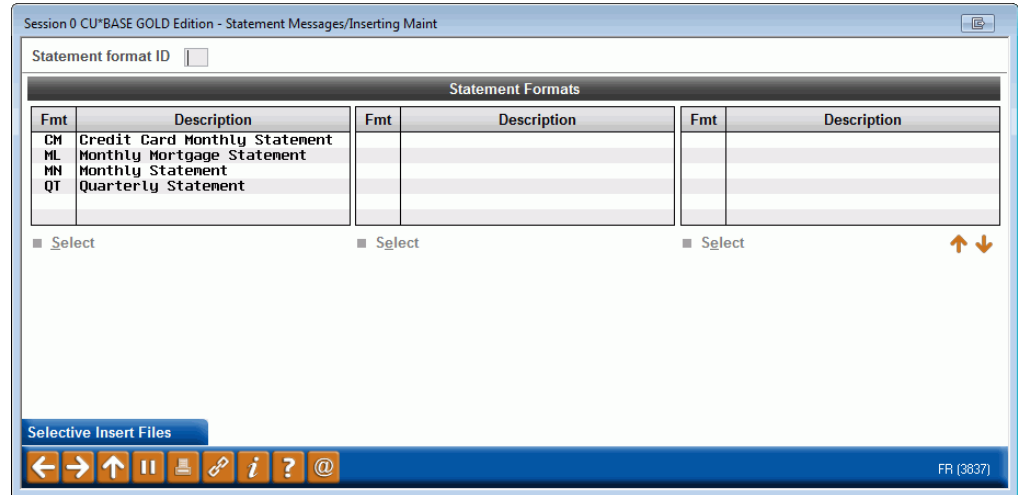 Session 0 CU*BASE GOLD Edition - Statement Messages/Inserting Maint
Statement format ID
Statement Formats
Fmt Description Fmt Description Fmt Description
CM Credit Card Monthly Statement
ML Monthly Mortgage Statement
MN Monthly Statement
QT Quarterly Statement
Select Select Select
Selective Insert Files
i ? @ FR (3837)